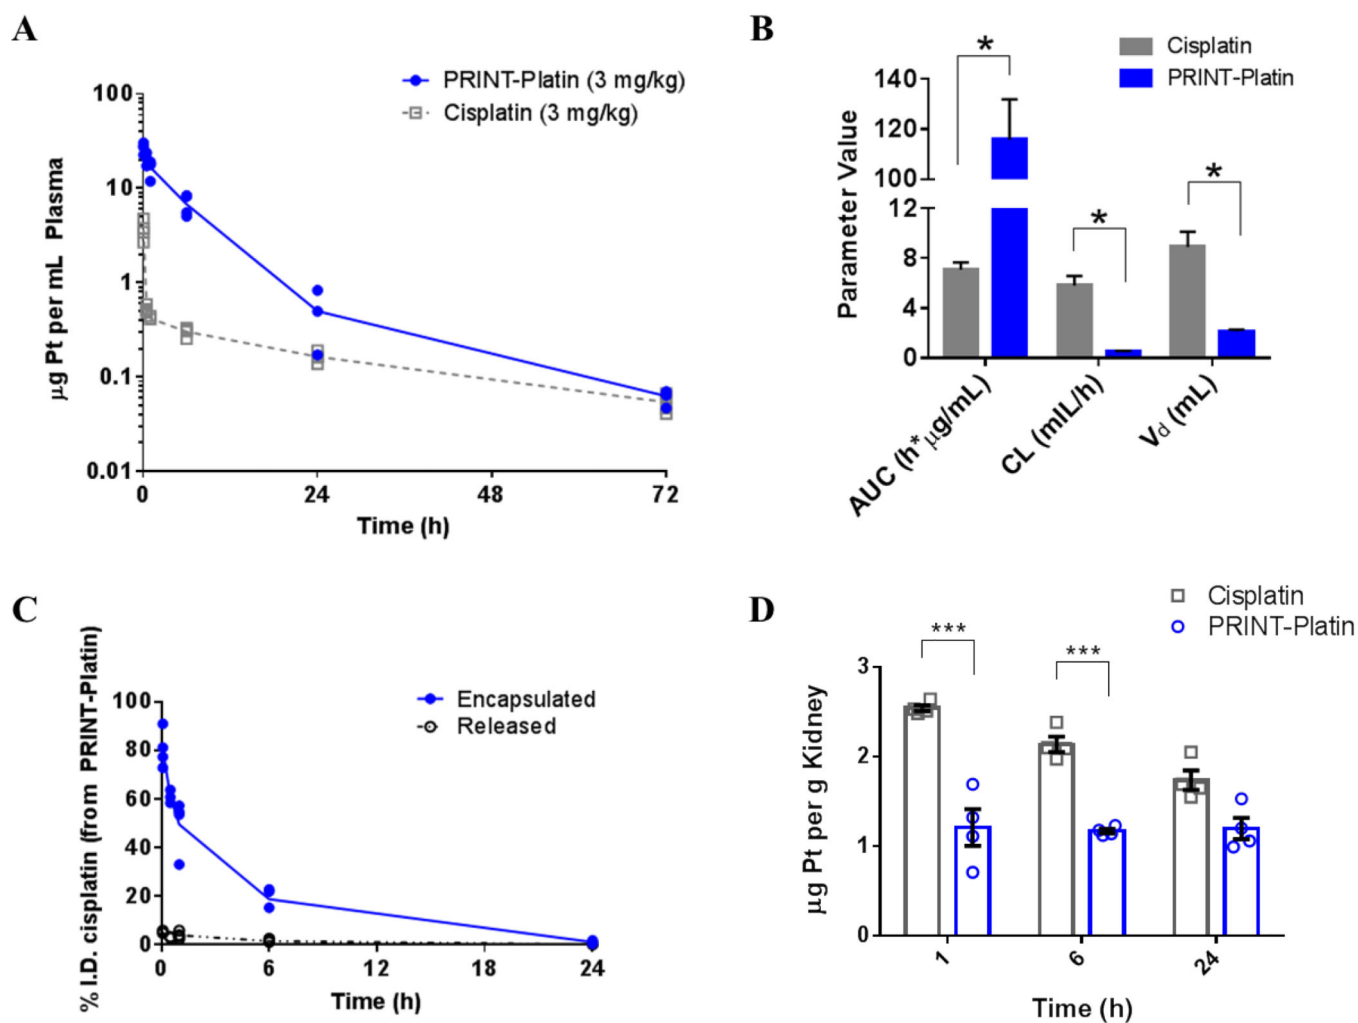 A
PRINT-Platin (3 mg/kg)
Cisplatin (3 mg/kg)
µg Pt per mL Plasma
100
10
1
0.1
0.01
0
24
48
72
Time (h)
B
Cisplatin
PRINT-Platin
*
*
*
Parameter Value
140
120
100
12
8
4
0
AUC (h*µg/mL)
CL (mlL/h)
Vd (mL)
C
Encapsulated
Released
% I.D. cisplatin (from PRINT-Platin)
100
80
60
40
20
0
0
6
12
18
24
Time (h)
D
Cisplatin
PRINT-Platin
***
***
µg Pt per g Kidney
3
2
1
0
1
6
24
Time (h)